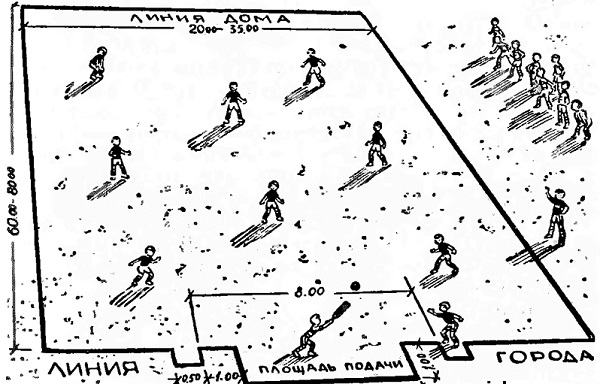 ЛИНИЯ ДОМА
20.00 - 35.00
60.00-80.00
8.00
0.50
1.00
1.00
ЛИНИЯ
ПЛОЩАДЬ ПОДАЧИ
ГОРОДА